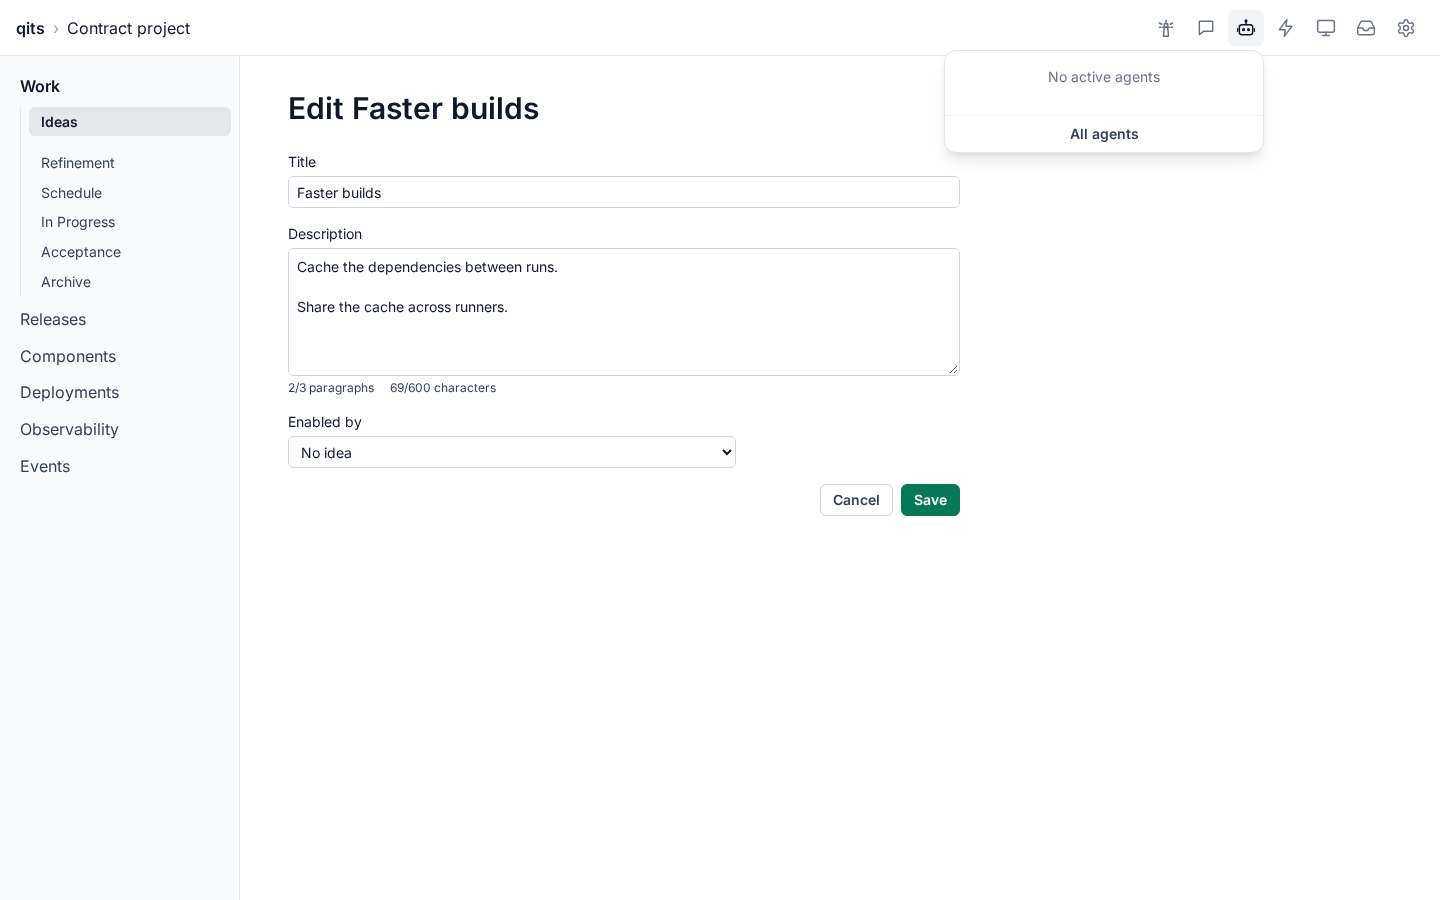 qits › Contract project
No active agents
All agents
Work
Ideas
Refinement
Schedule
In Progress
Acceptance
Archive
Releases
Components
Deployments
Observability
Events
Edit Faster builds
Title
Faster builds
Description
Cache the dependencies between runs.
Share the cache across runners.
2/3 paragraphs 69/600 characters
Enabled by
No idea
Cancel Save